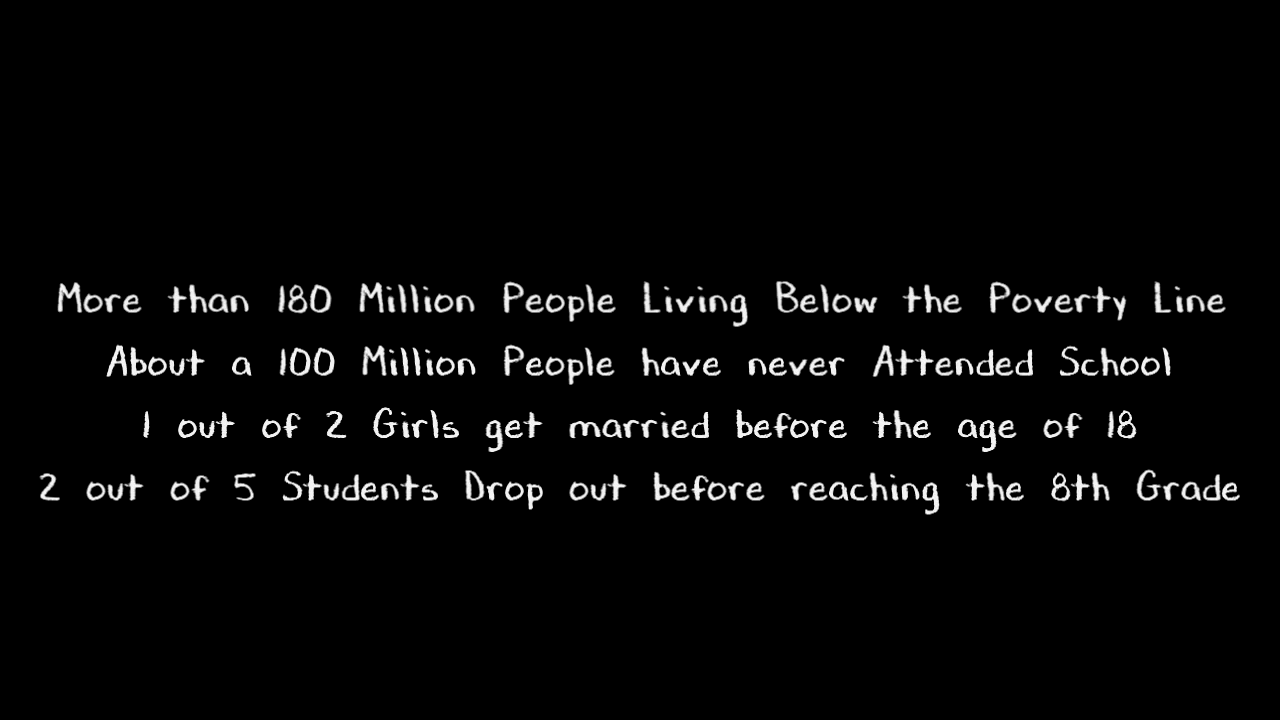 More than 180 Million People Living Below the Poverty Line
About a 100 Million People have never Attended School
1 out of 2 Girls get married before the age of 18
2 out of 5 Students Drop out before reaching the 8th Grade